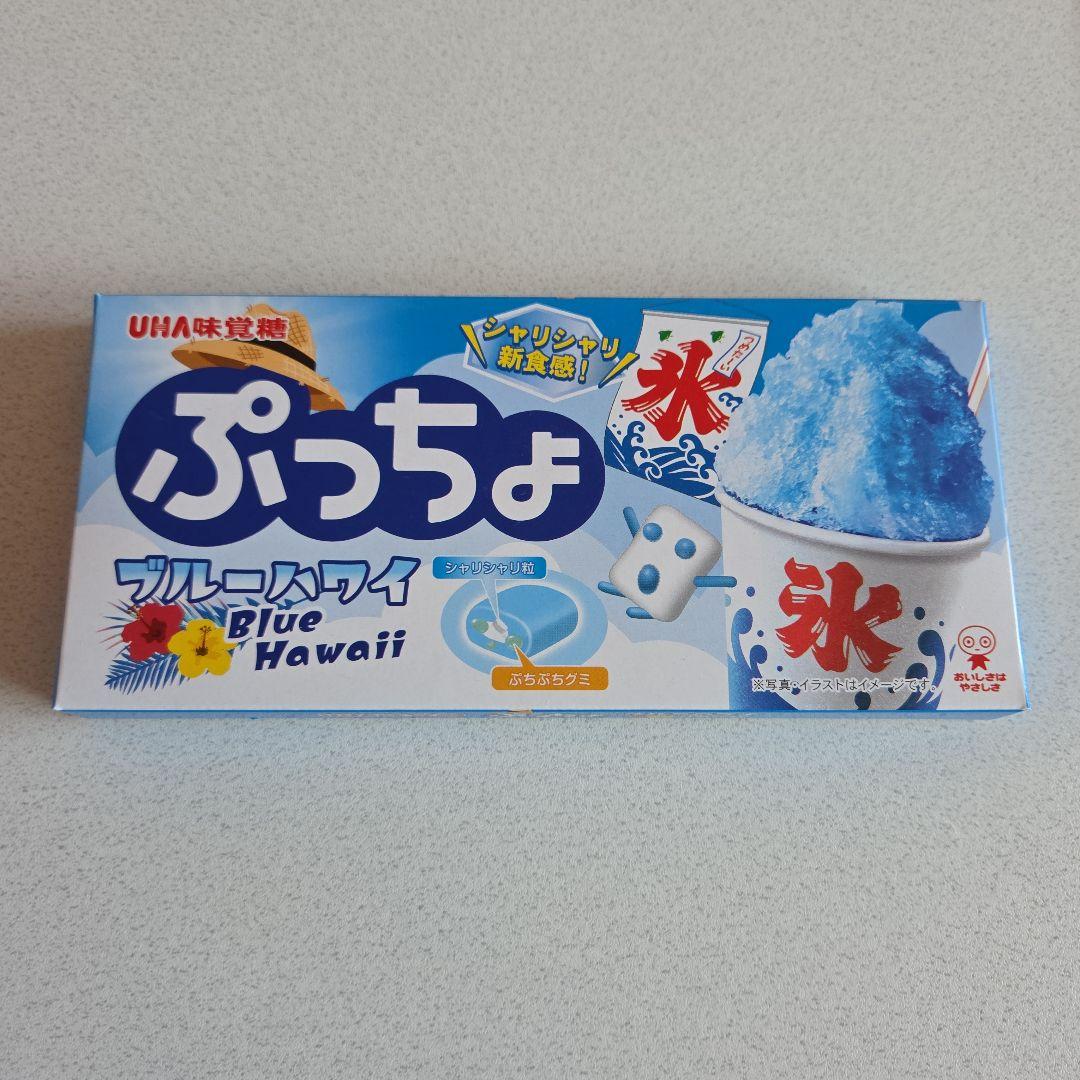 UHA味覚糖
シャリシャリ
新食感！
つめた〜い
氷
ぷっちょ
ブルーハワイ
Blue
Hawaii
シャリシャリ粒
ぷちぷちグミ
氷
※写真・イラストはイメージです。
おいしさは
やさしさ